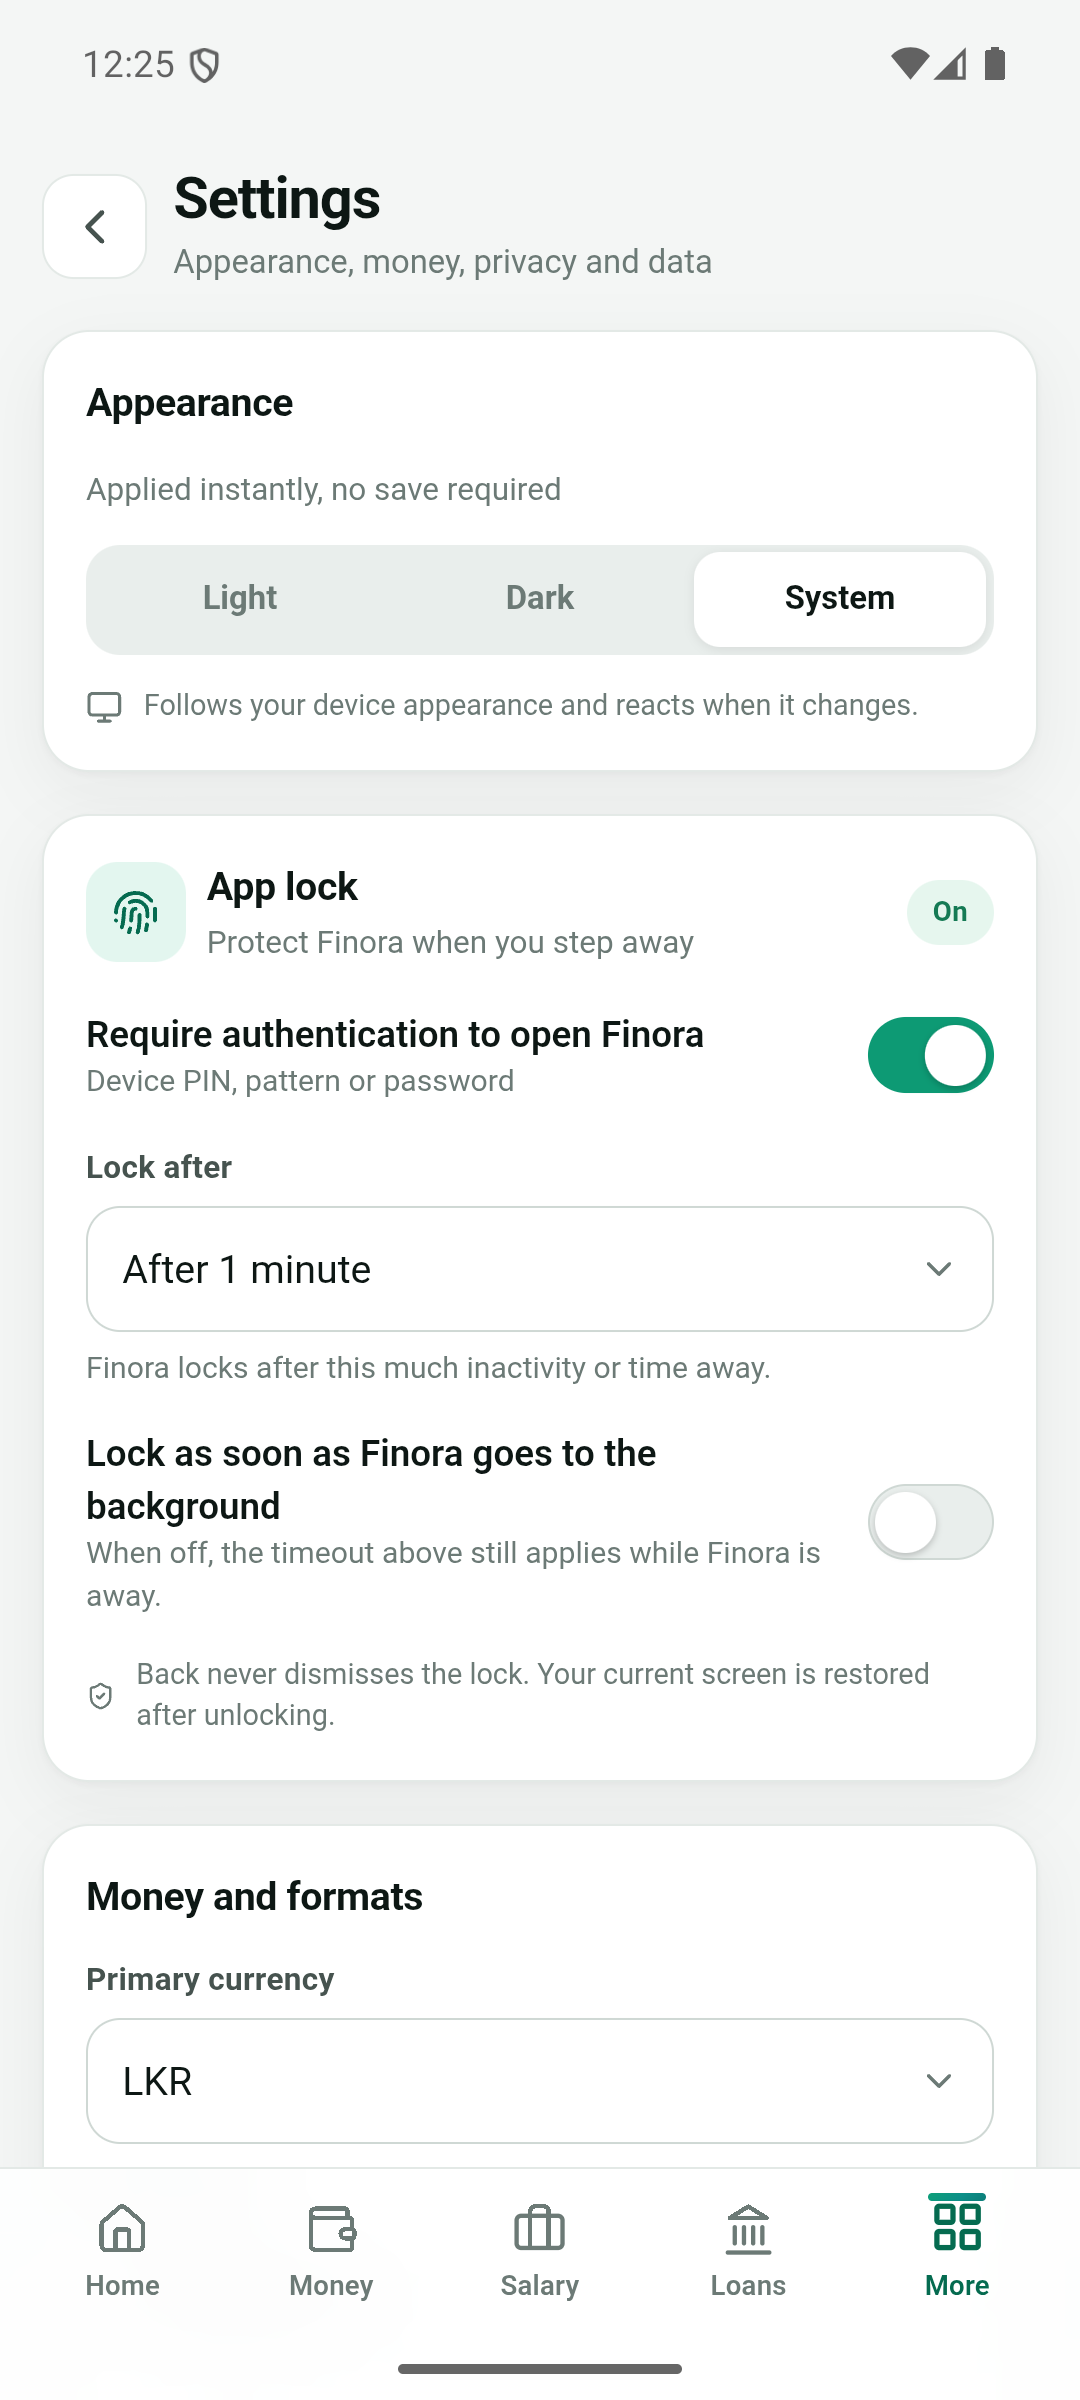 12:25
Settings
Appearance, money, privacy and data
Appearance
Applied instantly, no save required
Light
Dark
System
Follows your device appearance and reacts when it changes.
App lock
Protect Finora when you step away
On
Require authentication to open Finora
Device PIN, pattern or password
Lock after
After 1 minute
Finora locks after this much inactivity or time away.
Lock as soon as Finora goes to the
background
When off, the timeout above still applies while Finora is
away.
Back never dismisses the lock. Your current screen is restored
after unlocking.
Money and formats
Primary currency
LKR
Home
Money
Salary
Loans
More